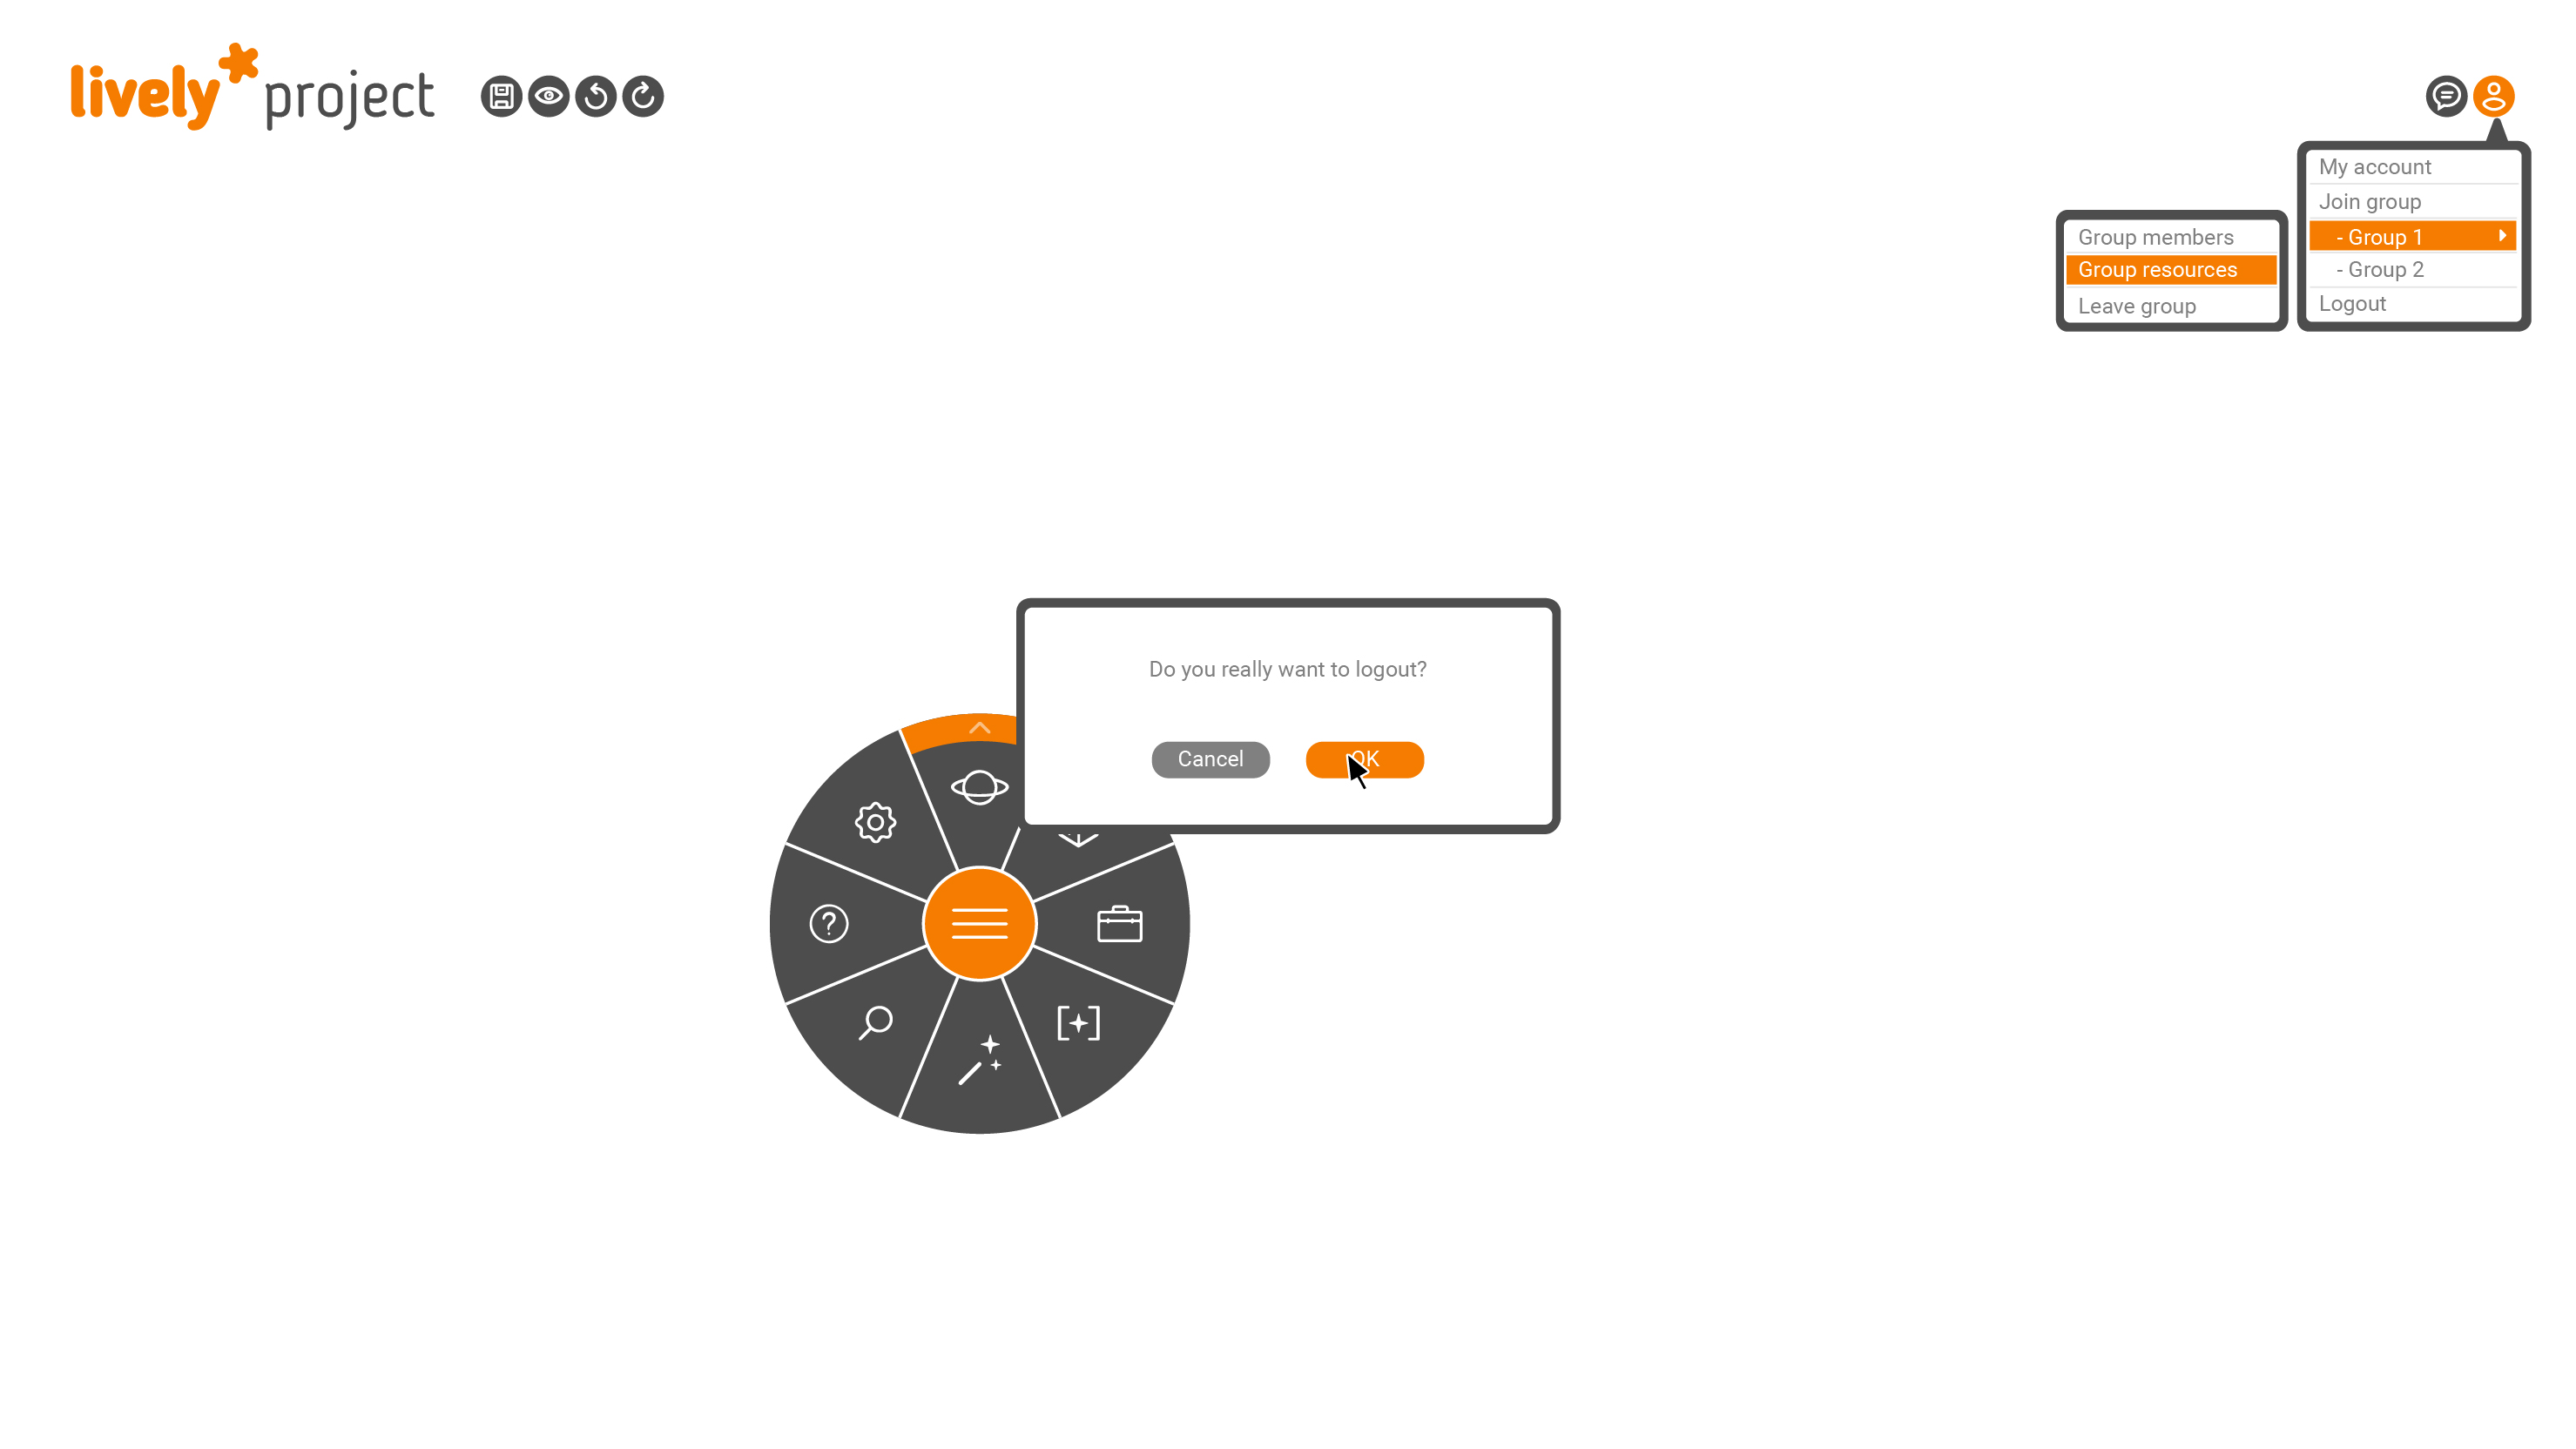 lively project
My account
Join group
- Group 1
- Group 2
Logout
Group members
Group resources
Leave group
Do you really want to logout?
Cancel
OK
?